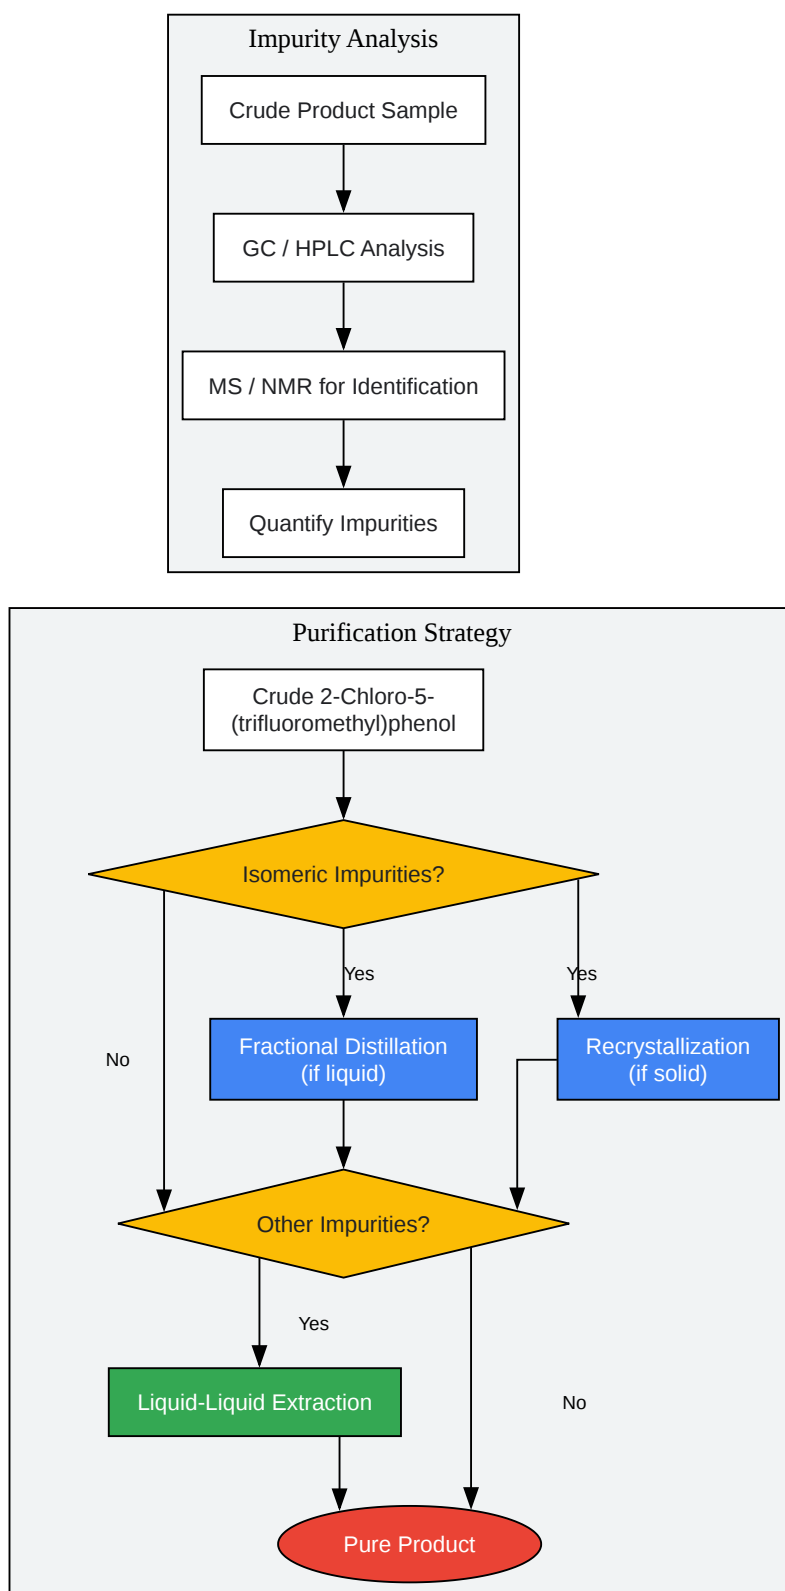 Impurity Analysis
Crude Product Sample
GC / HPLC Analysis
MS / NMR for Identification
Quantify Impurities
Purification Strategy
Crude 2-Chloro-5-
(trifluoromethyl)phenol
Isomeric Impurities?
Yes
Yes
No
Fractional Distillation
(if liquid)
Recrystallization
(if solid)
Other Impurities?
Yes
No
Liquid-Liquid Extraction
Pure Product